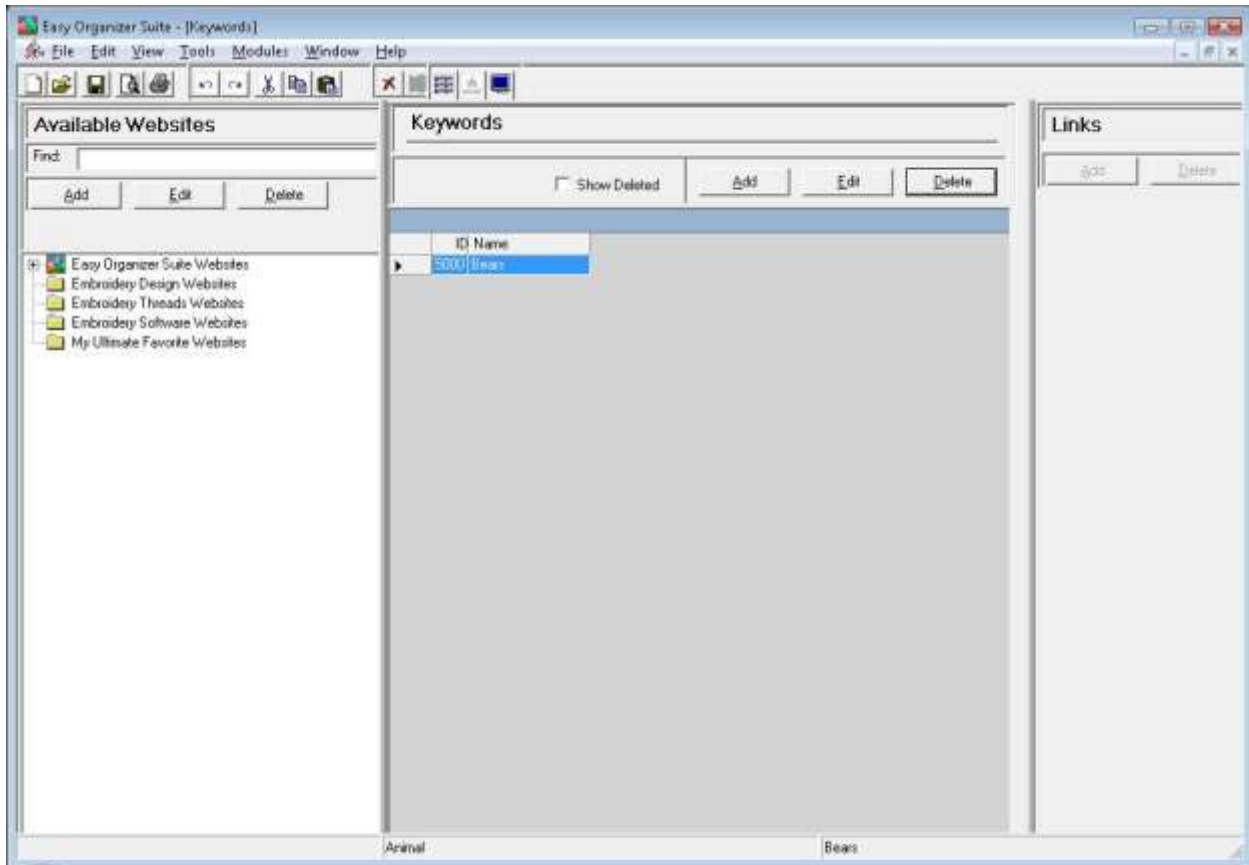 Easy Organizer Suite - [Keywords]
File Edit View Tools Modules Window Help
Available Websites
Find:
Add Edit Delete
Easy Organizer Suite Websites
Embroidery Design Websites
Embroidery Threads Websites
Embroidery Software Websites
My Ultimate Favorite Websites
Keywords
Show Deleted Add Edit Delete
ID Name
5000 Bears
Links
Add Delete
Animal Bears